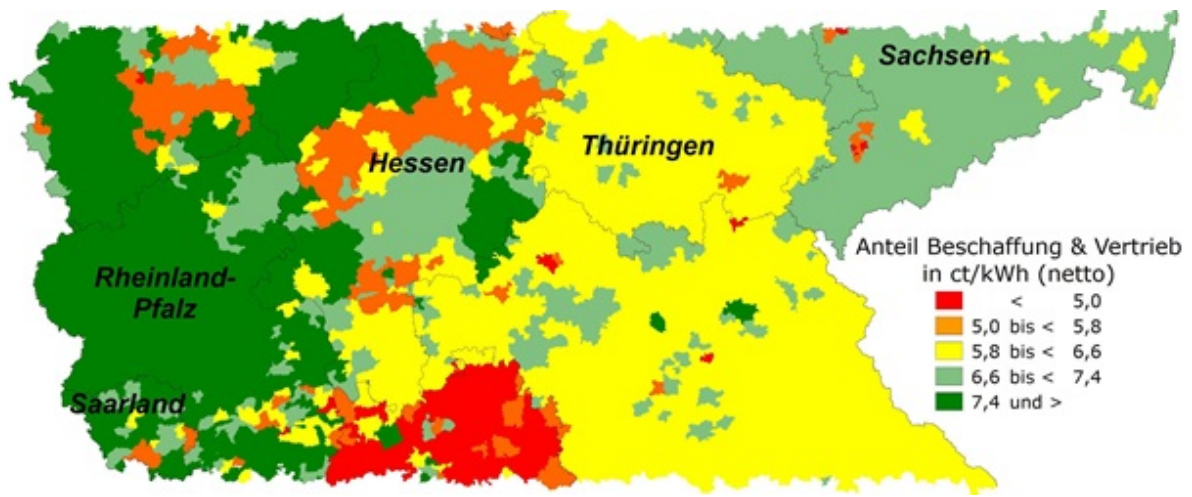 Sachsen
Thüringen
Hessen
Rheinland-
Pfalz
Saarland
Anteil Beschaffung & Vertrieb
in ct/kWh (netto)
< 5,0
5,0 bis < 5,8
5,8 bis < 6,6
6,6 bis < 7,4
7,4 und >